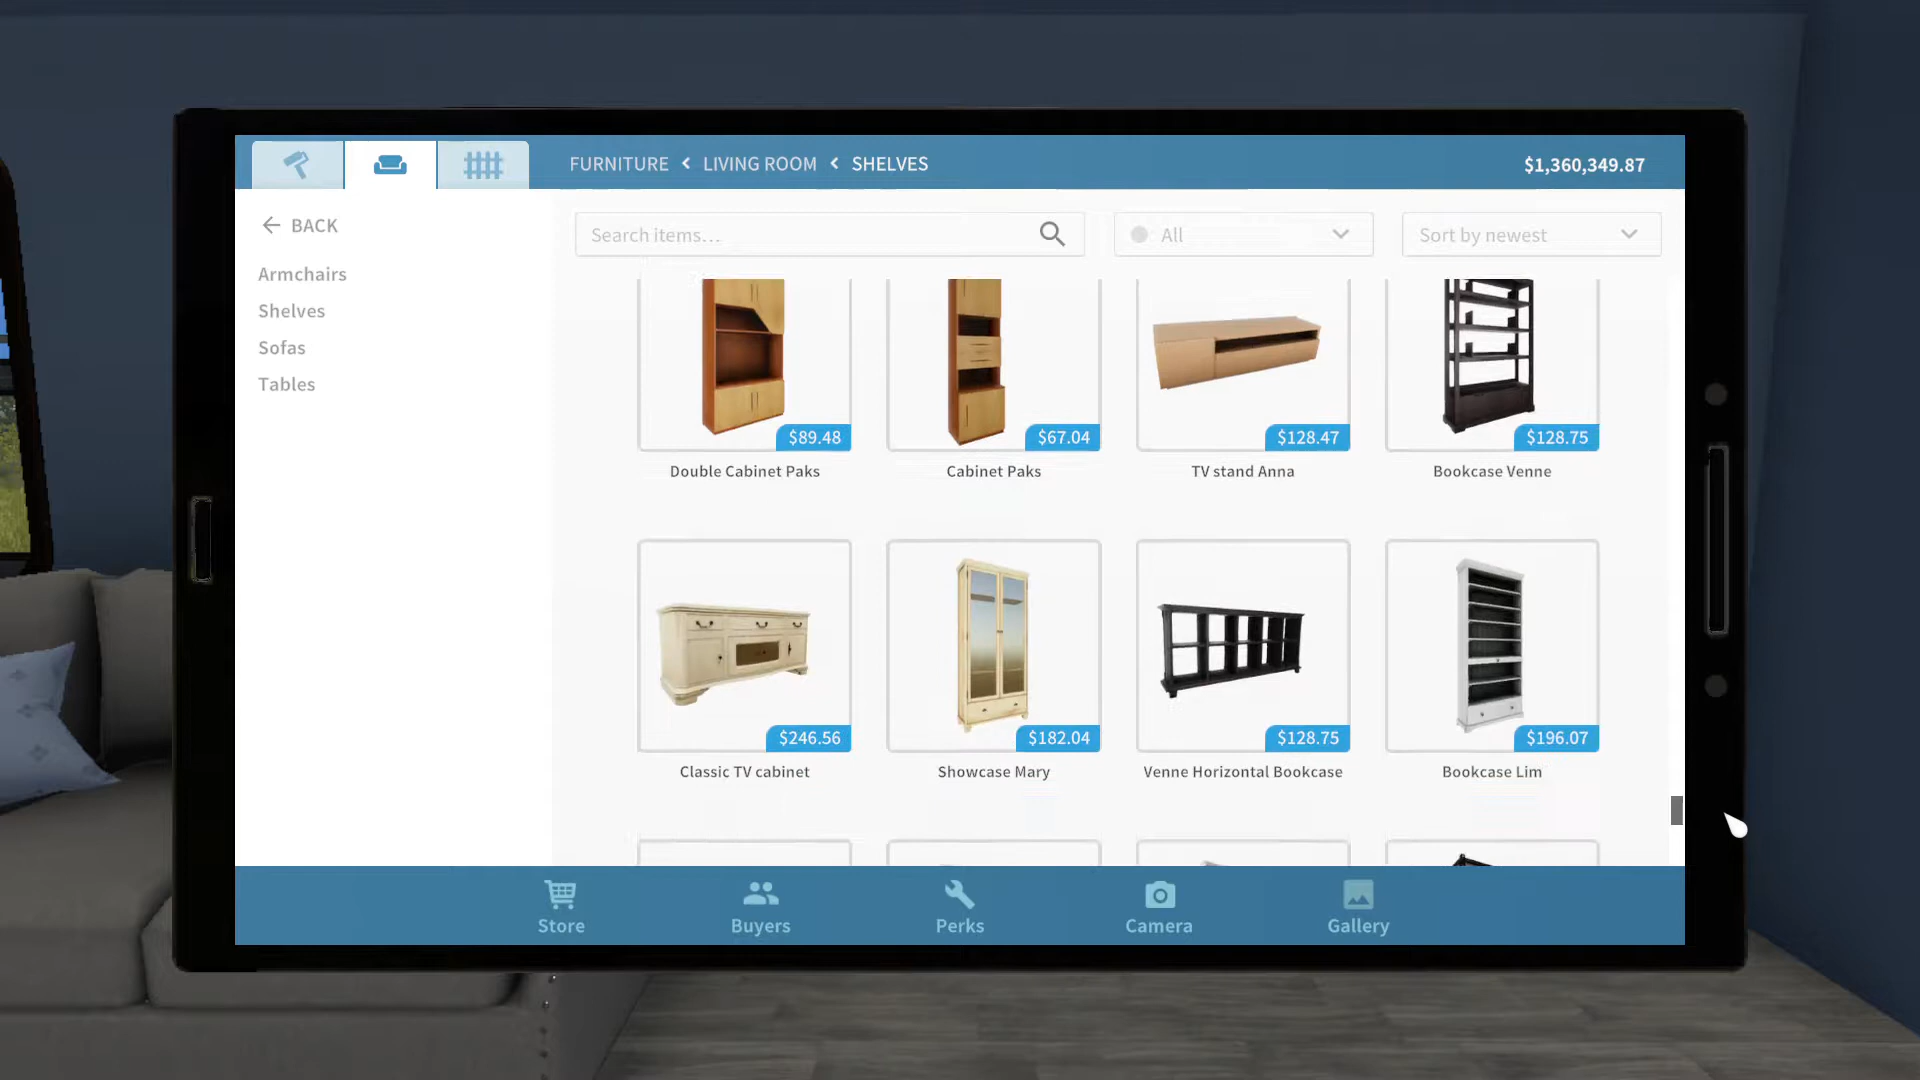 FURNITURE < LIVING ROOM < SHELVES
$1,360,349.87
BACK
Armchairs
Shelves
Sofas
Tables
Search items...
All
Sort by newest
$89.48
$67.04
$128.47
$128.75
Double Cabinet Paks
Cabinet Paks
TV stand Anna
Bookcase Venne
$246.56
$182.04
$128.75
$196.07
Classic TV cabinet
Showcase Mary
Venne Horizontal Bookcase
Bookcase Lim
Store
Buyers
Perks
Camera
Gallery